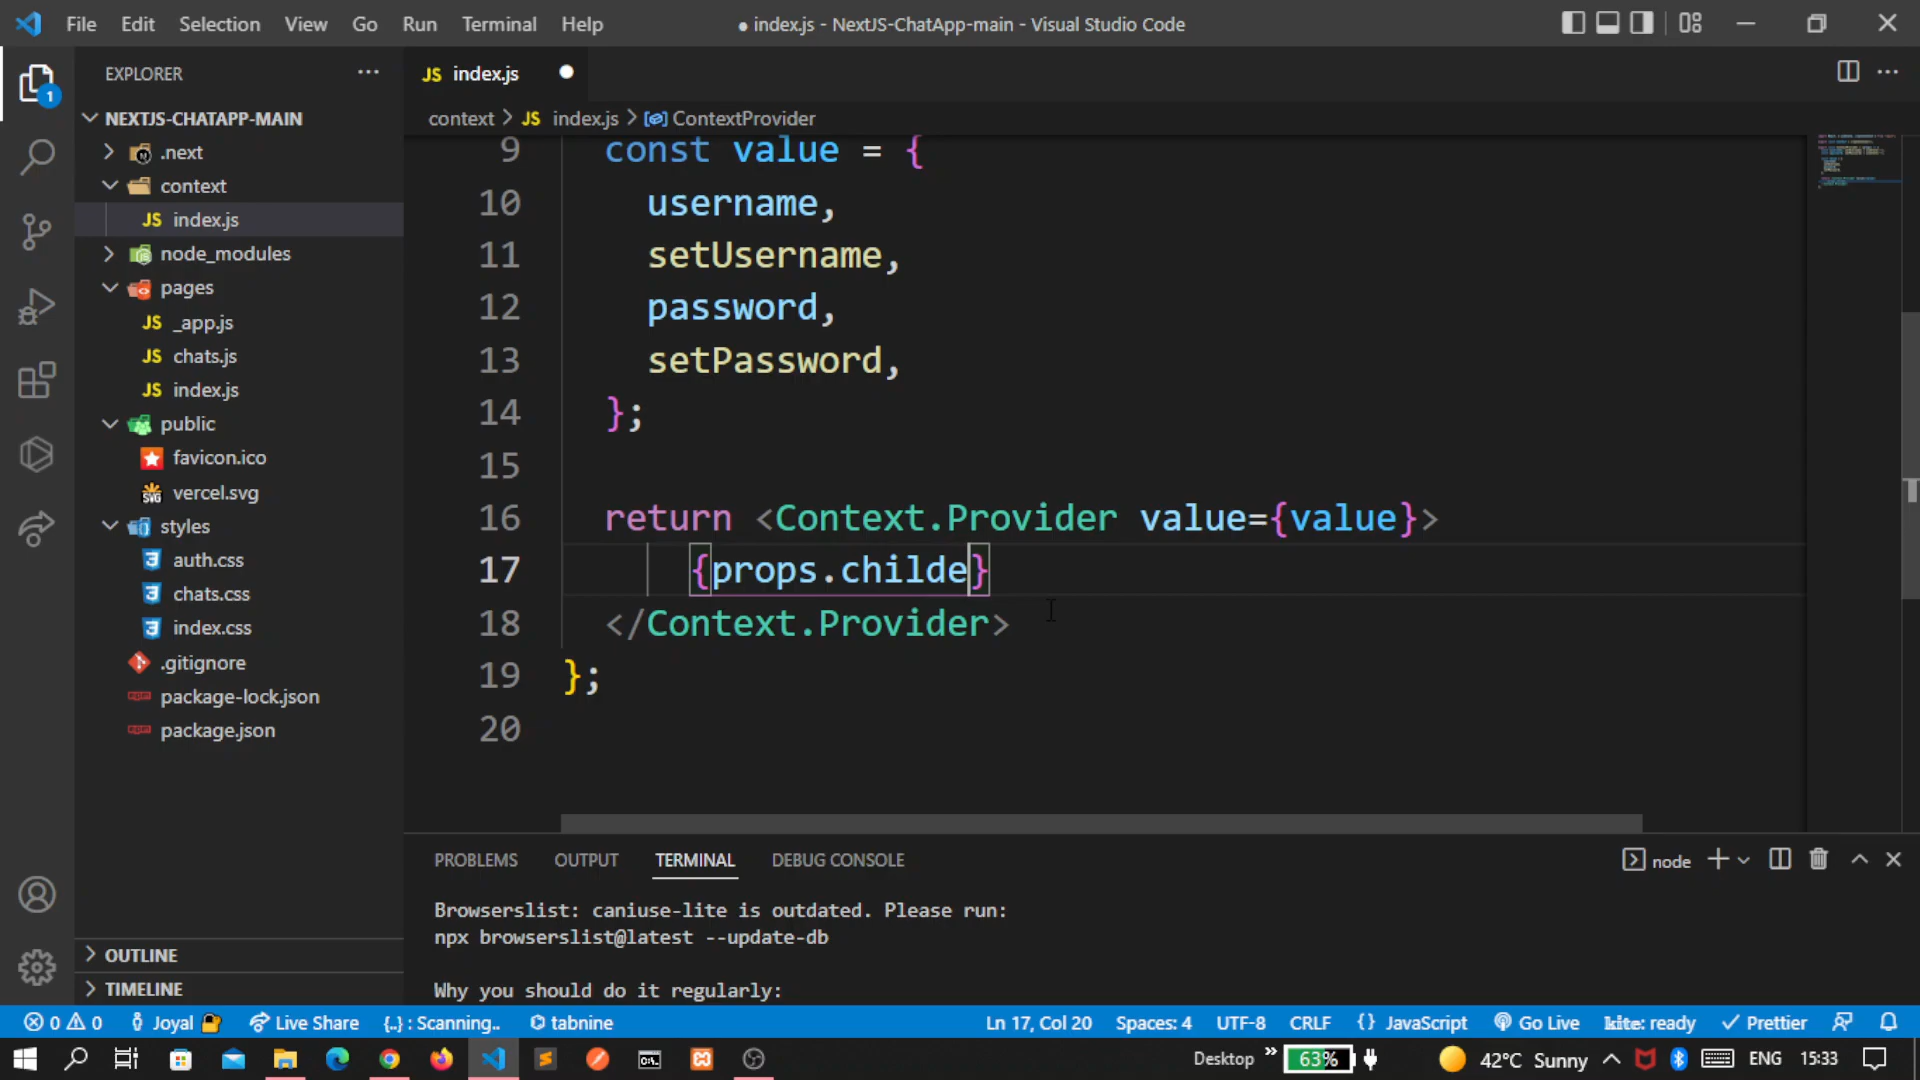 File Edit Selection View Go Run Terminal Help
● index.js - NextJS-ChatApp-main - Visual Studio Code
EXPLORER
NEXTJS-CHATAPP-MAIN
.next
context
JS index.js
node_modules
pages
JS _app.js
JS chats.js
JS index.js
public
favicon.ico
vercel.svg
styles
auth.css
chats.css
index.css
.gitignore
package-lock.json
package.json
OUTLINE
TIMELINE
1
JS index.js
context > JS index.js > ContextProvider
9 const value = {
10 username,
11 setUsername,
12 password,
13 setPassword,
14 };
15
16 return <Context.Provider value={value}>
17 {props.childe}
18 </Context.Provider>
19 };
20
PROBLEMS OUTPUT TERMINAL DEBUG CONSOLE
node
Browserslist: caniuse-lite is outdated. Please run:
npx browserslist@latest --update-db
Why you should do it regularly:
0 0 Joyal Live Share {..} : Scanning.. tabnine
Ln 17, Col 20 Spaces: 4 UTF-8 CRLF {} JavaScript Go Live kite: ready Prettier
Desktop » 63% 42°C Sunny ENG 15:33